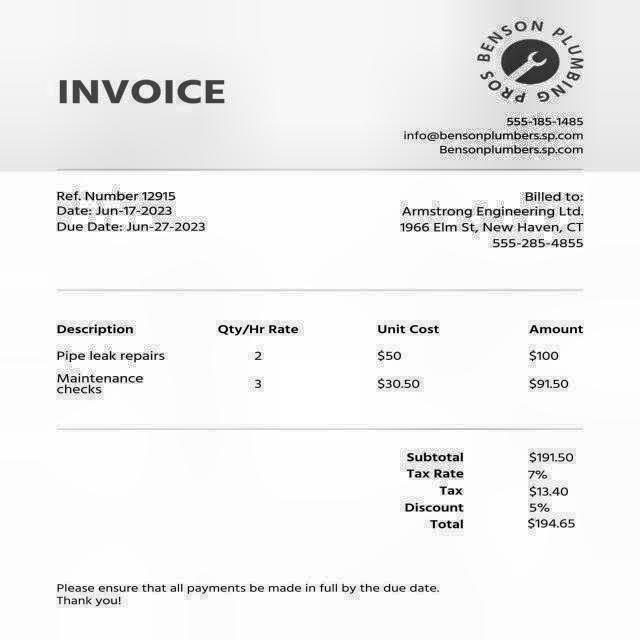 BENSON PLUMBING PROS
INVOICE
555-185-1485
info@bensonplumbers.sp.com
Bensonplumbers.sp.com
Ref. Number 12915
Date: Jun-17-2023
Due Date: Jun-27-2023
Billed to:
Armstrong Engineering Ltd.
1966 Elm St, New Haven, CT
555-285-4855
Description Qty/Hr Rate Unit Cost Amount
Pipe leak repairs 2 $50 $100
Maintenance
checks 3 $30.50 $91.50
Subtotal $191.50
Tax Rate 7%
Tax $13.40
Discount 5%
Total $194.65
Please ensure that all payments be made in full by the due date.
Thank you!